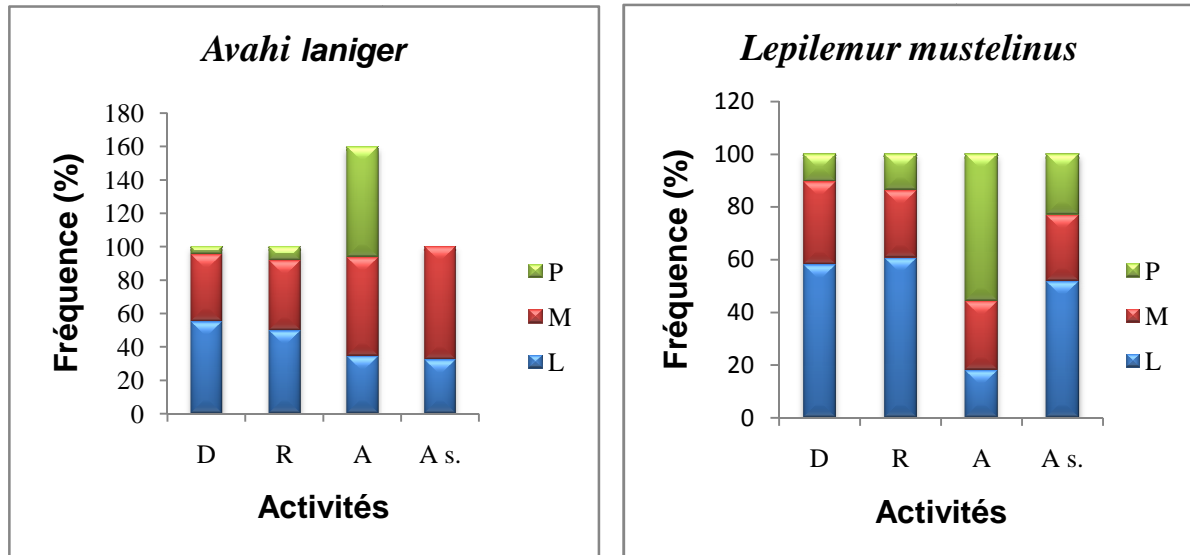 Avahi laniger
Fréquence (%)
180
160
140
120
100
80
60
40
20
0
D R A A s.
Activités
P
M
L
Lepilemur mustelinus
Fréquence (%)
120
100
80
60
40
20
0
D R A A s.
Activités
P
M
L